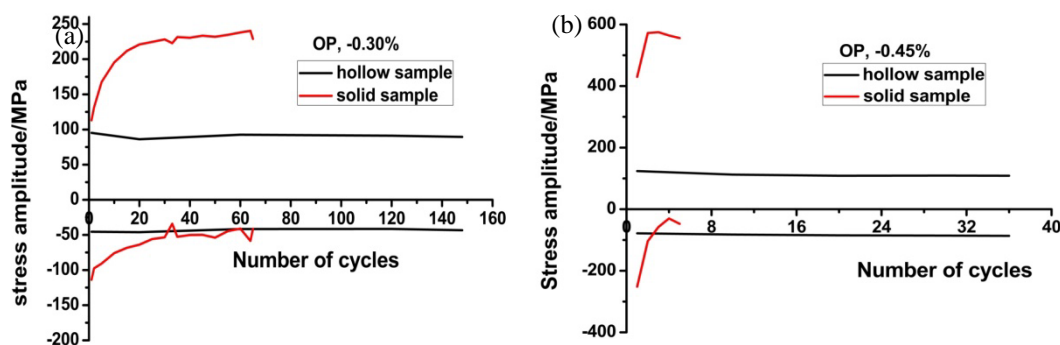 (a)
OP, -0.30%
hollow sample
solid sample
stress amplitude/MPa
250
200
150
100
50
0
-50
-100
-150
-200
0 20 40 60 80 100 120 140 160
Number of cycles
(b)
OP, -0.45%
hollow sample
solid sample
Stress amplitude/MPa
600
400
200
0
-200
-400
0 8 16 24 32 40
Number of cycles